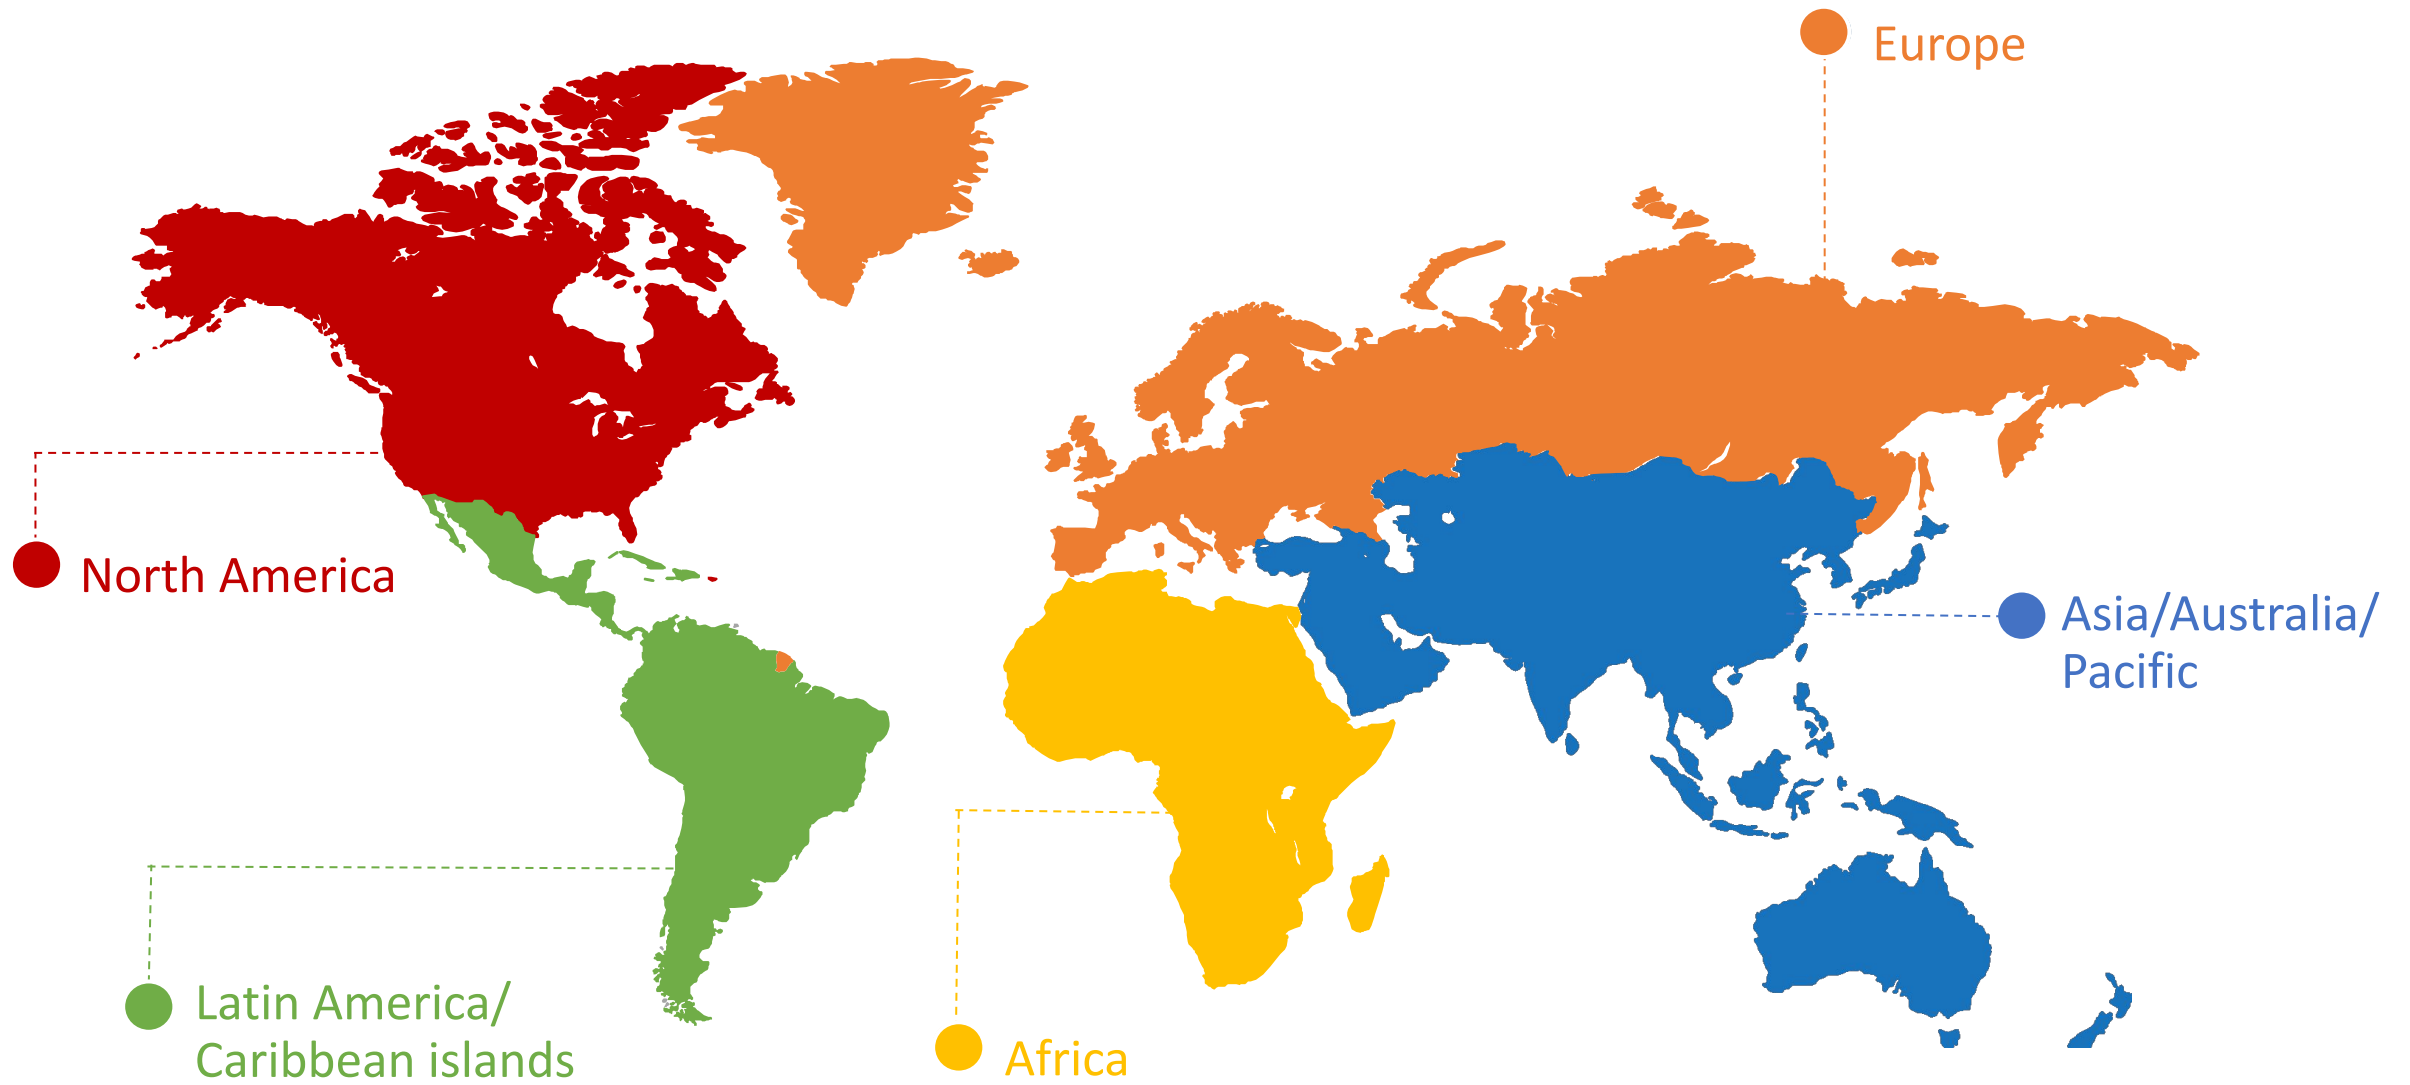 Europe
North America
Asia/Australia/
Pacific
Latin America/
Caribbean islands
Africa